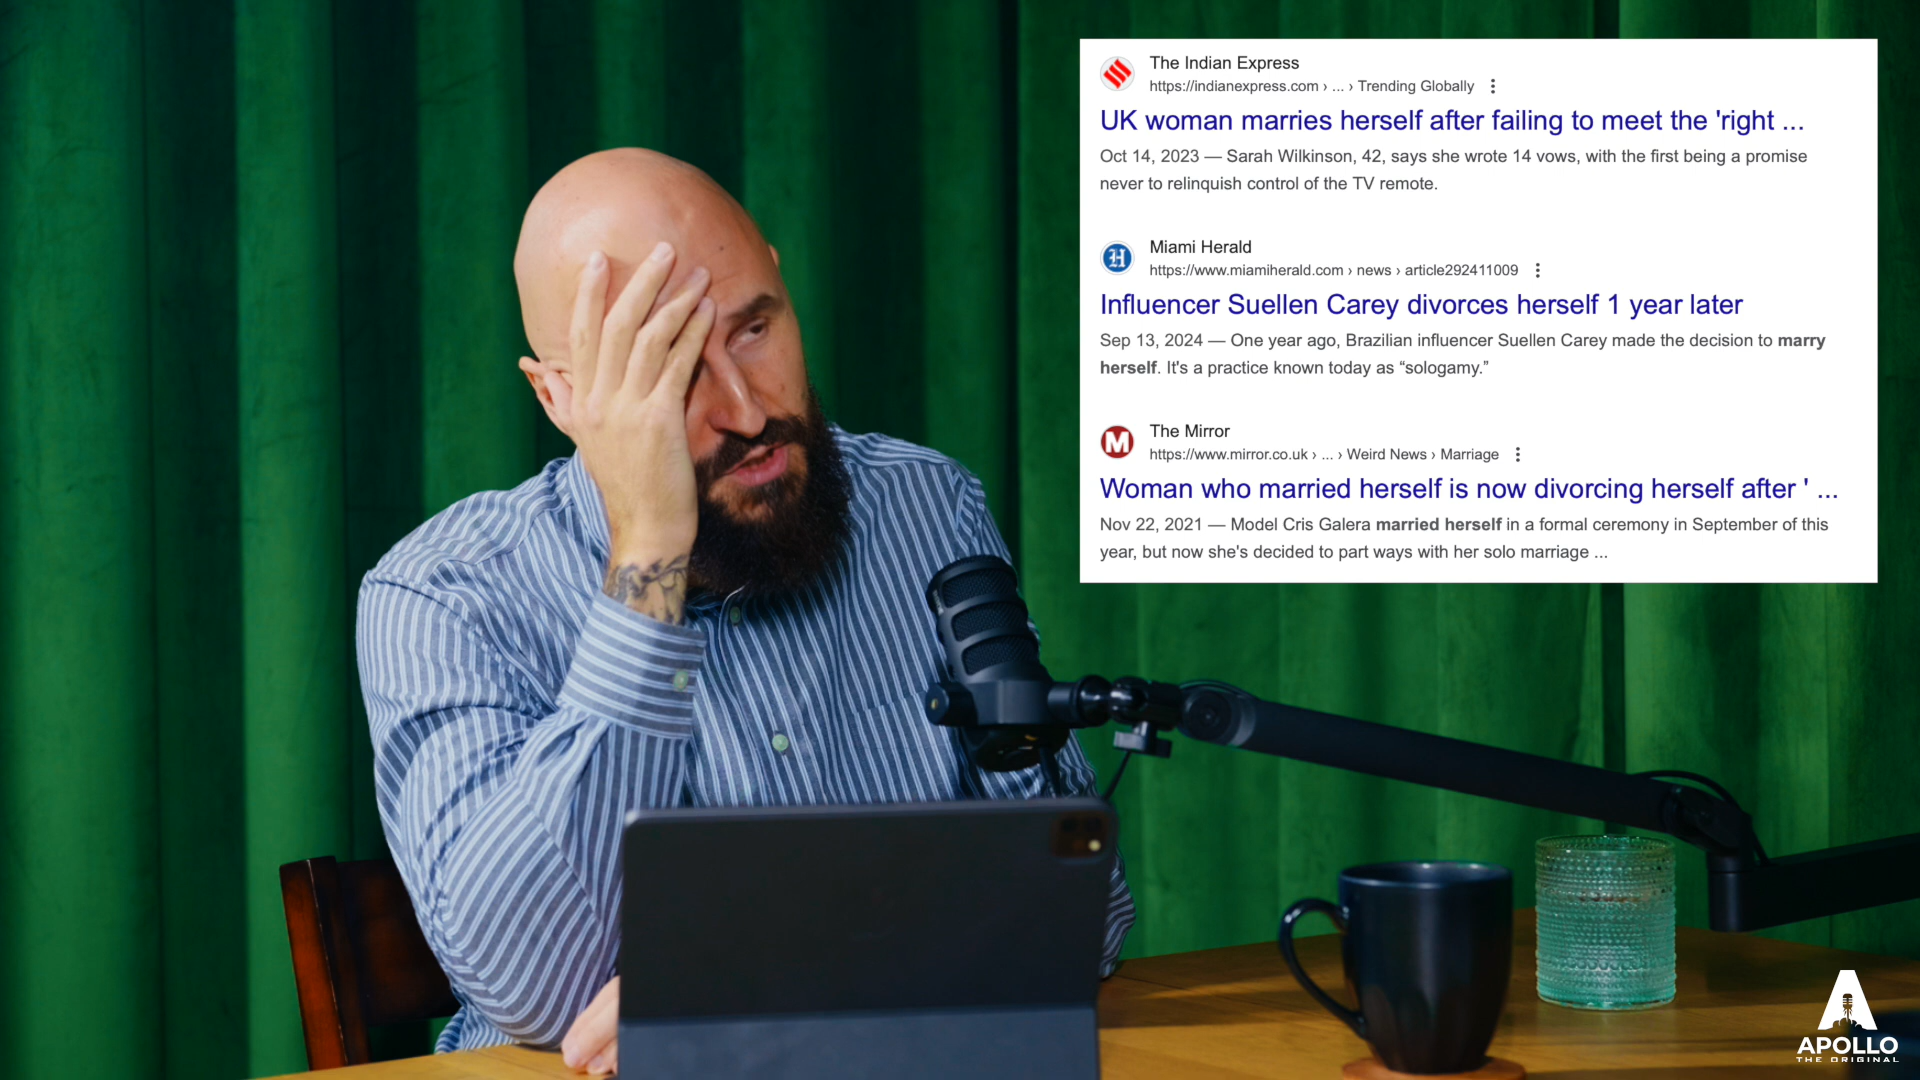 The Indian Express
https://indianexpress.com › ... › Trending Globally
UK woman marries herself after failing to meet the 'right ...
Oct 14, 2023 — Sarah Wilkinson, 42, says she wrote 14 vows, with the first being a promise
never to relinquish control of the TV remote.
Miami Herald
https://www.miamiherald.com › news › article292411009
Influencer Suellen Carey divorces herself 1 year later
Sep 13, 2024 — One year ago, Brazilian influencer Suellen Carey made the decision to marry
herself. It's a practice known today as “sologamy.”
M
The Mirror
https://www.mirror.co.uk › ... › Weird News › Marriage
Woman who married herself is now divorcing herself after ' ...
Nov 22, 2021 — Model Cris Galera married herself in a formal ceremony in September of this
year, but now she's decided to part ways with her solo marriage ...
APOLLO
THE ORIGINAL